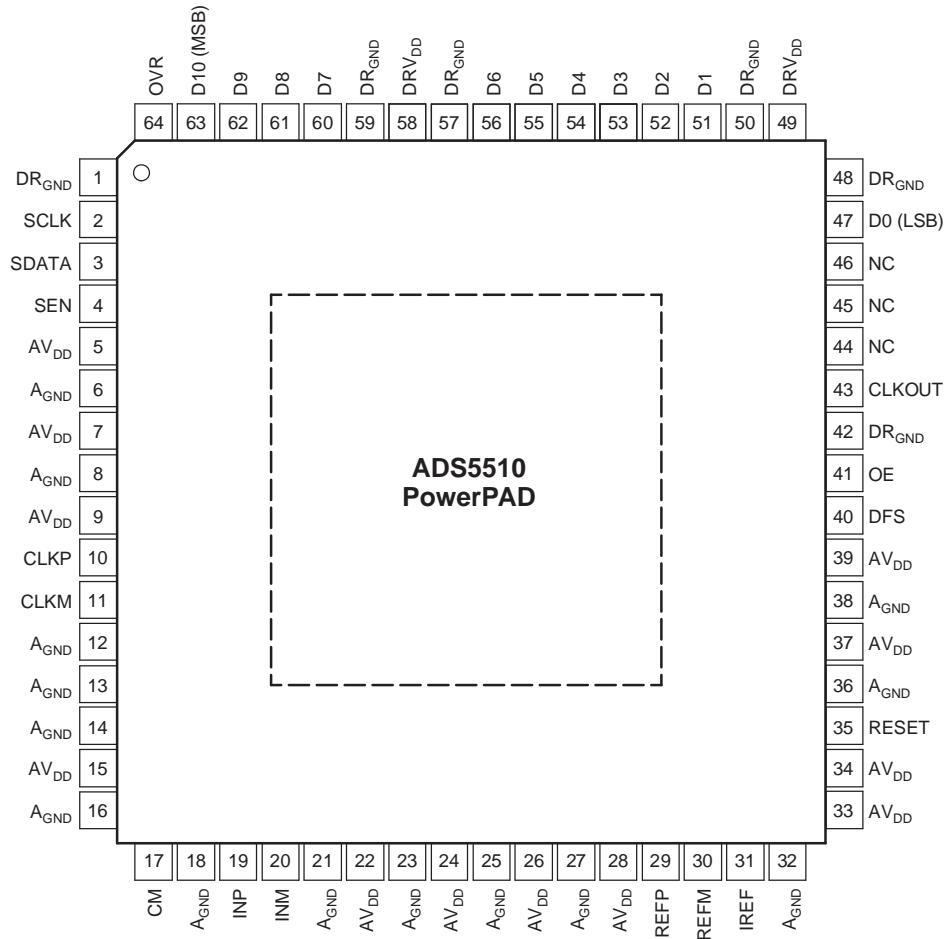 OVR
D10 (MSB)
D9
D8
D7
DRGND
DRVDD
DRGND
D6
D5
D4
D3
D2
D1
DRGND
DRVDD
64 63 62 61 60 59 58 57 56 55 54 53 52 51 50 49
DRGND 1
SCLK 2
SDATA 3
SEN 4
AVDD 5
AGND 6
AVDD 7
AGND 8
AVDD 9
CLKP 10
CLKM 11
AGND 12
AGND 13
AGND 14
AVDD 15
AGND 16
ADS5510
PowerPAD
48 DRGND
47 D0 (LSB)
46 NC
45 NC
44 NC
43 CLKOUT
42 DRGND
41 OE
40 DFS
39 AVDD
38 AGND
37 AVDD
36 AGND
35 RESET
34 AVDD
33 AVDD
17 18 19 20 21 22 23 24 25 26 27 28 29 30 31 32
CM
AGND
INP
INM
AGND
AVDD
AGND
AVDD
AGND
AVDD
AGND
AVDD
REFP
REFM
IREF
AGND